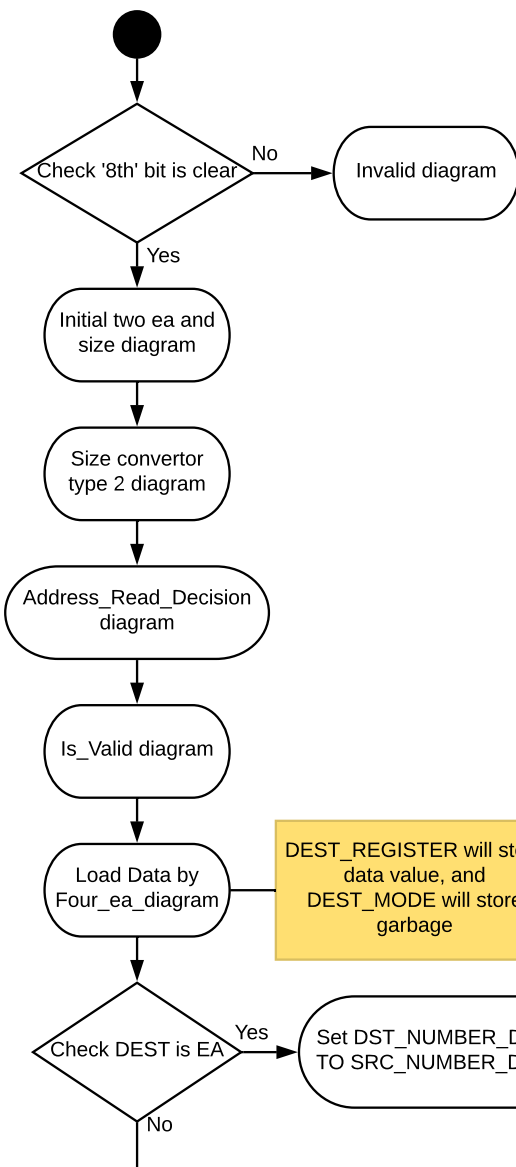 Check '8th' bit is clear
No
Invalid diagram
Yes
Initial two ea and
size diagram
Size convertor
type 2 diagram
Address_Read_Decision
diagram
Is_Valid diagram
Load Data by
Four_ea_diagram
DEST_REGISTER will
data value, and
DEST_MODE will store
garbage
Check DEST is EA
Yes
Set DST_NUMBER_D
TO SRC_NUMBER_D
No